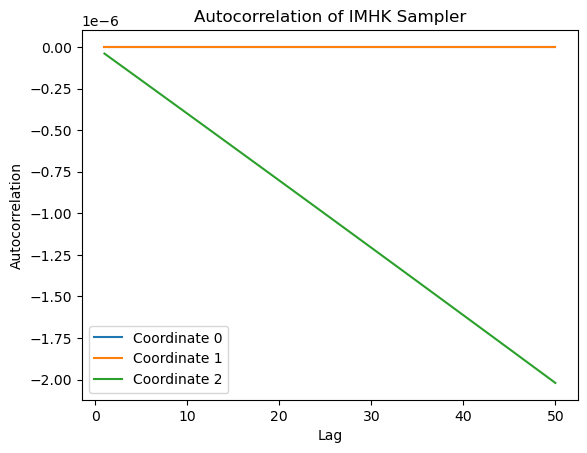 Autocorrelation of IMHK Sampler
1e−6
0.00
−0.25
−0.50
−0.75
−1.00
−1.25
−1.50
−1.75
−2.00
Autocorrelation
Coordinate 0
Coordinate 1
Coordinate 2
0
10
20
30
40
50
Lag